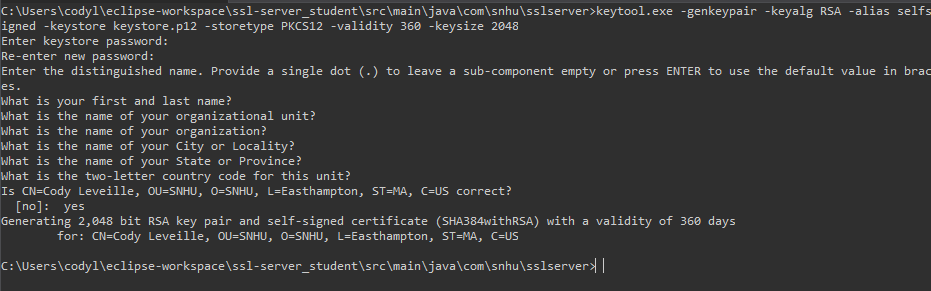 C:\Users\codyl\eclipse-workspace\ssl-server_student\src\main\java\com\snhu\sslserver>keytool.exe -genkeypair -keyalg RSA -alias selfs
igned -keystore keystore.p12 -storetype PKCS12 -validity 360 -keysize 2048
Enter keystore password:
Re-enter new password:
Enter the distinguished name. Provide a single dot (.) to leave a sub-component empty or press ENTER to use the default value in brac
es.
What is your first and last name?
What is the name of your organizational unit?
What is the name of your organization?
What is the name of your City or Locality?
What is the name of your State or Province?
What is the two-letter country code for this unit?
Is CN=Cody Leveille, OU=SNHU, O=SNHU, L=Easthampton, ST=MA, C=US correct?
  [no]:  yes
Generating 2,048 bit RSA key pair and self-signed certificate (SHA384withRSA) with a validity of 360 days
        for: CN=Cody Leveille, OU=SNHU, O=SNHU, L=Easthampton, ST=MA, C=US
C:\Users\codyl\eclipse-workspace\ssl-server_student\src\main\java\com\snhu\sslserver>